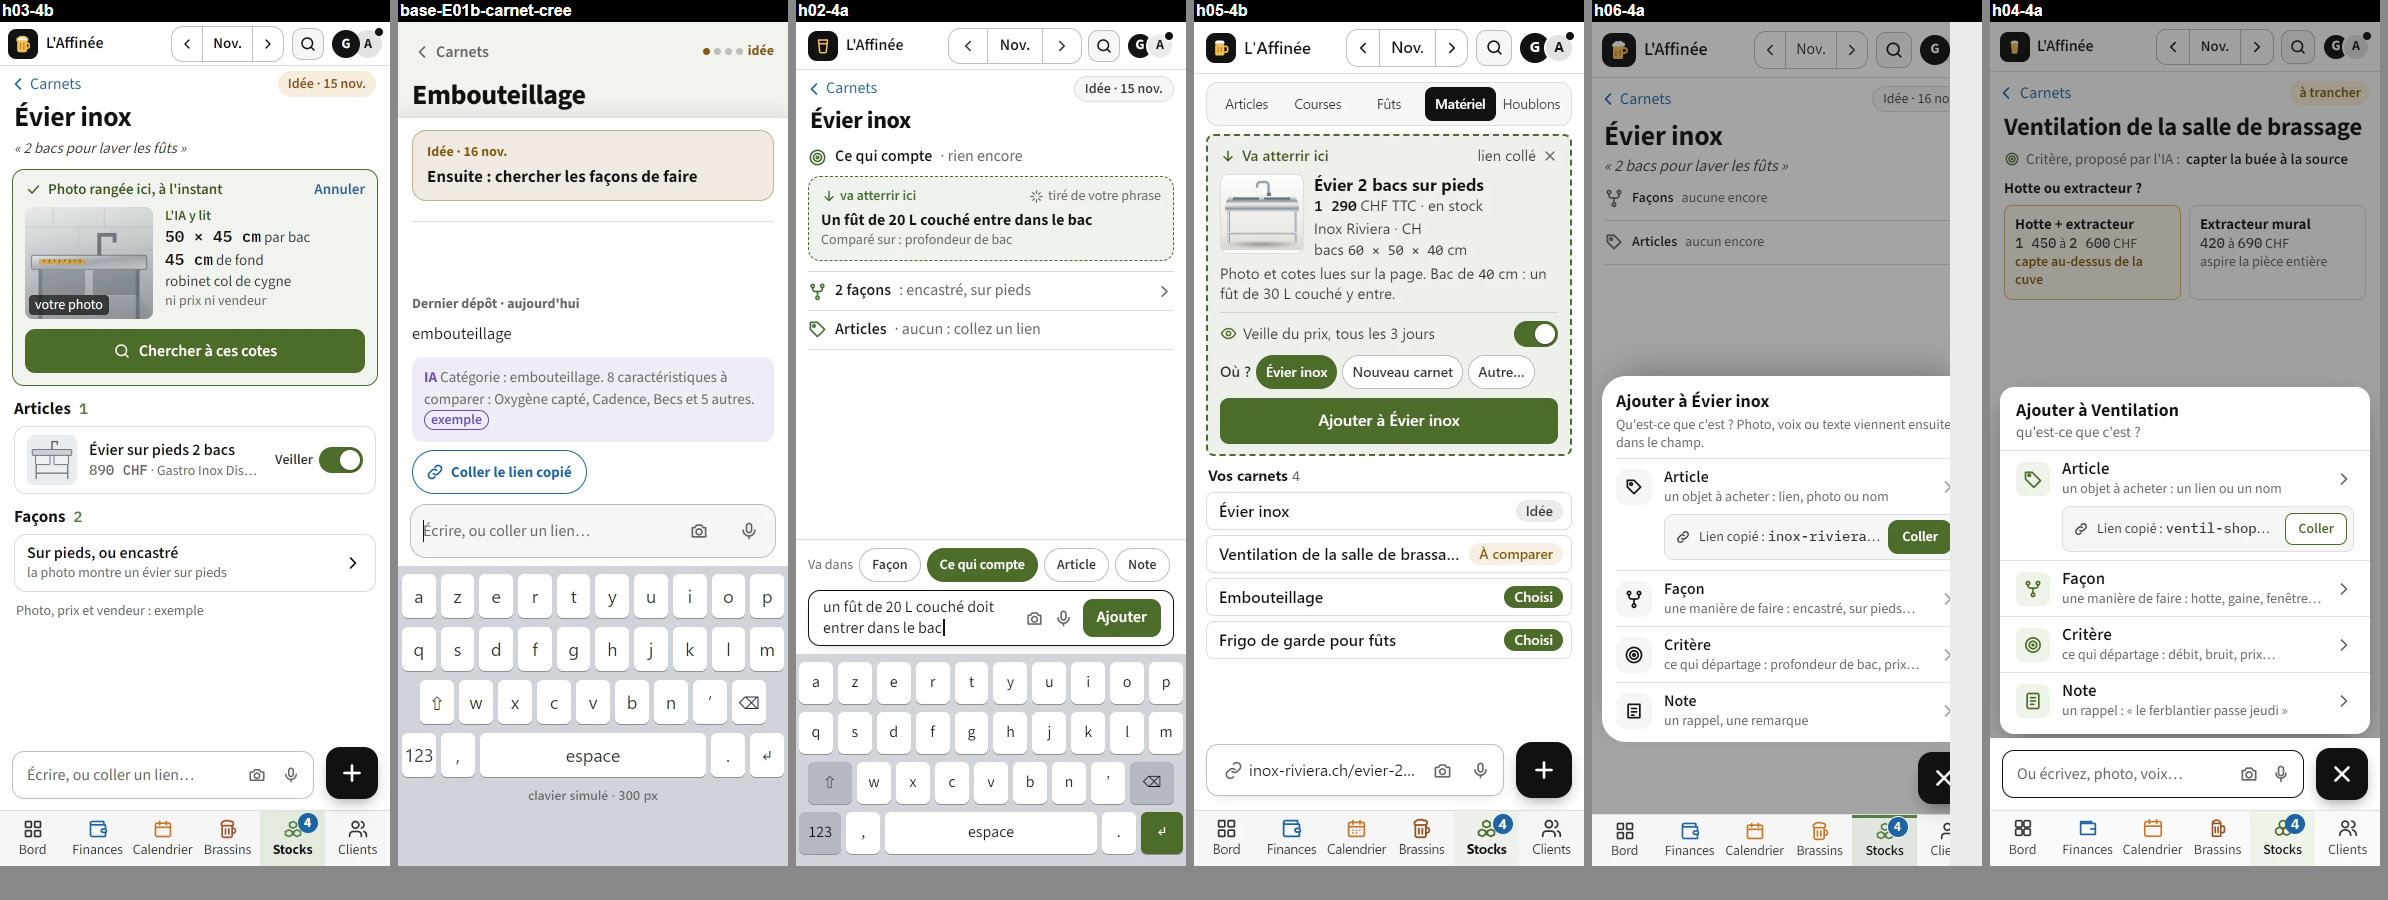 h03-4b
L'Affinée
Nov.
G
A
Carnets
Idée · 15 nov.
Évier inox
« 2 bacs pour laver les fûts »
Photo rangée ici, à l'instant
Annuler
votre photo
L'IA y lit
50 × 45 cm par bac
45 cm de fond
robinet col de cygne
ni prix ni vendeur
Chercher à ces cotes
Articles 1
Évier sur pieds 2 bacs
890 CHF · Gastro Inox Dis…
Veiller
Façons 2
Sur pieds, ou encastré
la photo montre un évier sur pieds
Photo, prix et vendeur : exemple
Écrire, ou coller un lien…
Bord
Finances
Calendrier
Brassins
4
Stocks
Clients
base-E01b-carnet-cree
Carnets
idée
Embouteillage
Idée · 16 nov.
Ensuite : chercher les façons de faire
Dernier dépôt · aujourd'hui
embouteillage
IA Catégorie : embouteillage. 8 caractéristiques à
comparer : Oxygène capté, Cadence, Becs et 5 autres.
exemple
Coller le lien copié
Écrire, ou coller un lien…
a z e r t y u i o p
q s d f g h j k l m
⇧ w x c v b n ' ⌫
123 , espace . ↵
clavier simulé · 300 px
h02-4a
L'Affinée
Nov.
G
A
Carnets
Idée · 15 nov.
Évier inox
Ce qui compte · rien encore
va atterrir ici
tiré de votre phrase
Un fût de 20 L couché entre dans le bac
Comparé sur : profondeur de bac
2 façons : encastré, sur pieds
Articles · aucun : collez un lien
Va dans
Façon
Ce qui compte
Article
Note
un fût de 20 L couché doit
entrer dans le bac
Ajouter
a z e r t y u i o p
q s d f g h j k l m
⇧ w x c v b n ' ⌫
123 , espace . ↵
h05-4b
L'Affinée
Nov.
G
A
Articles
Courses
Fûts
Matériel
Houblons
Va atterrir ici
lien collé
Évier 2 bacs sur pieds
1 290 CHF TTC · en stock
Inox Riviera · CH
bacs 60 × 50 × 40 cm
Photo et cotes lues sur la page. Bac de 40 cm : un
fût de 30 L couché y entre.
Veille du prix, tous les 3 jours
Où ?
Évier inox
Nouveau carnet
Autre…
Ajouter à Évier inox
Vos carnets 4
Évier inox
Idée
Ventilation de la salle de brassa…
À comparer
Embouteillage
Choisi
Frigo de garde pour fûts
Choisi
inox-riviera.ch/evier-2…
Bord
Finances
Calendrier
Brassins
4
Stocks
Clients
h06-4a
L'Affinée
Nov.
G
Carnets
Idée · 16 no
Évier inox
« 2 bacs pour laver les fûts »
Façons aucune encore
Articles aucun encore
Ajouter à Évier inox
Qu'est-ce que c'est ? Photo, voix ou texte viennent ensuite
dans le champ.
Article
un objet à acheter : lien, photo ou nom
Lien copié : inox-riviera…
Coller
Façon
une manière de faire : encastré, sur pieds…
Critère
ce qui départage : profondeur de bac, prix…
Note
un rappel, une remarque
Bord
Finances
Calendrier
Brassins
4
Stocks
Clie
h04-4a
L'Affinée
Nov.
G
A
Carnets
à trancher
Ventilation de la salle de brassage
Critère, proposé par l'IA : capter la buée à la source
Hotte ou extracteur ?
Hotte + extracteur
1 450 à 2 600 CHF
capte au-dessus de la
cuve
Extracteur mural
420 à 690 CHF
aspire la pièce entière
Ajouter à Ventilation
qu'est-ce que c'est ?
Article
un objet à acheter : un lien ou un nom
Lien copié : ventil-shop…
Coller
Façon
une manière de faire : hotte, gaine, fenêtre…
Critère
ce qui départage : débit, bruit, prix…
Note
un rappel : « le ferblantier passe jeudi »
Ou écrivez, photo, voix…
Bord
Finances
Calendrier
Brassins
4
Stocks
Clients